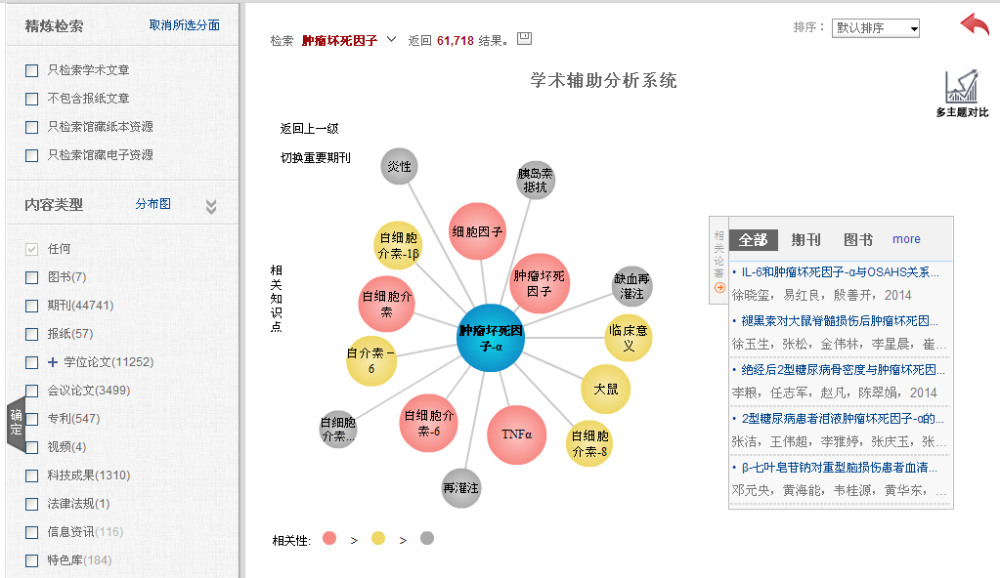 精炼检索
取消所选分面
只检索学术文章
不包含报纸文章
只检索馆藏纸本资源
只检索馆藏电子资源
内容类型
分布图
任何
图书(7)
期刊(44741)
报纸(57)
学位论文(11252)
会议论文(3499)
专利(547)
视频(4)
科技成果(1310)
法律法规(1)
信息资讯(116)
特色库(184)
确
定
检索 肿瘤坏死因子 返回 61,718 结果。
排序：
默认排序
学术辅助分析系统
多主题对比
返回上一级
切换重要期刊
相
关
知
识
点
炎性
胰岛素
抵抗
细胞因子
白细胞
介素-1β
肿瘤坏死
因子
缺血再
灌注
白细胞介
素
肿瘤坏死因
子-α
临床意
义
白介素－
6
大鼠
白细胞
介素...
白细胞介
素-6
TNFα
白细胞
介素-8
再灌注
相关性:
>
>
相
关
论
著
全部
期刊
图书
more
• IL-6和肿瘤坏死因子-α与OSAHS关系...
徐晓玺，易红良，殷善开，2014
• 褪黑素对大鼠脊髓损伤后肿瘤坏死因...
徐玉生，张松，金伟林，李星晨，崔...
• 绝经后2型糖尿病骨密度与肿瘤坏死因...
李粮，任志军，赵凡，陈翠娟，2014
• 2型糖尿病患者泪液肿瘤坏死因子-α的...
张洁，王伟超，李雅婷，张庆玉，张...
• β-七叶皂苷钠对重型脑损伤患者血清...
邓元央，黄海能，韦桂源，黄华东，...